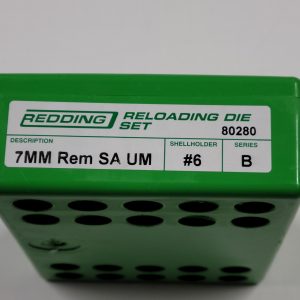 REDDING RELOADING DIE
SET 80280
DESCRIPTION SHELLHOLDER SERIES
7MM Rem SA UM #6 B